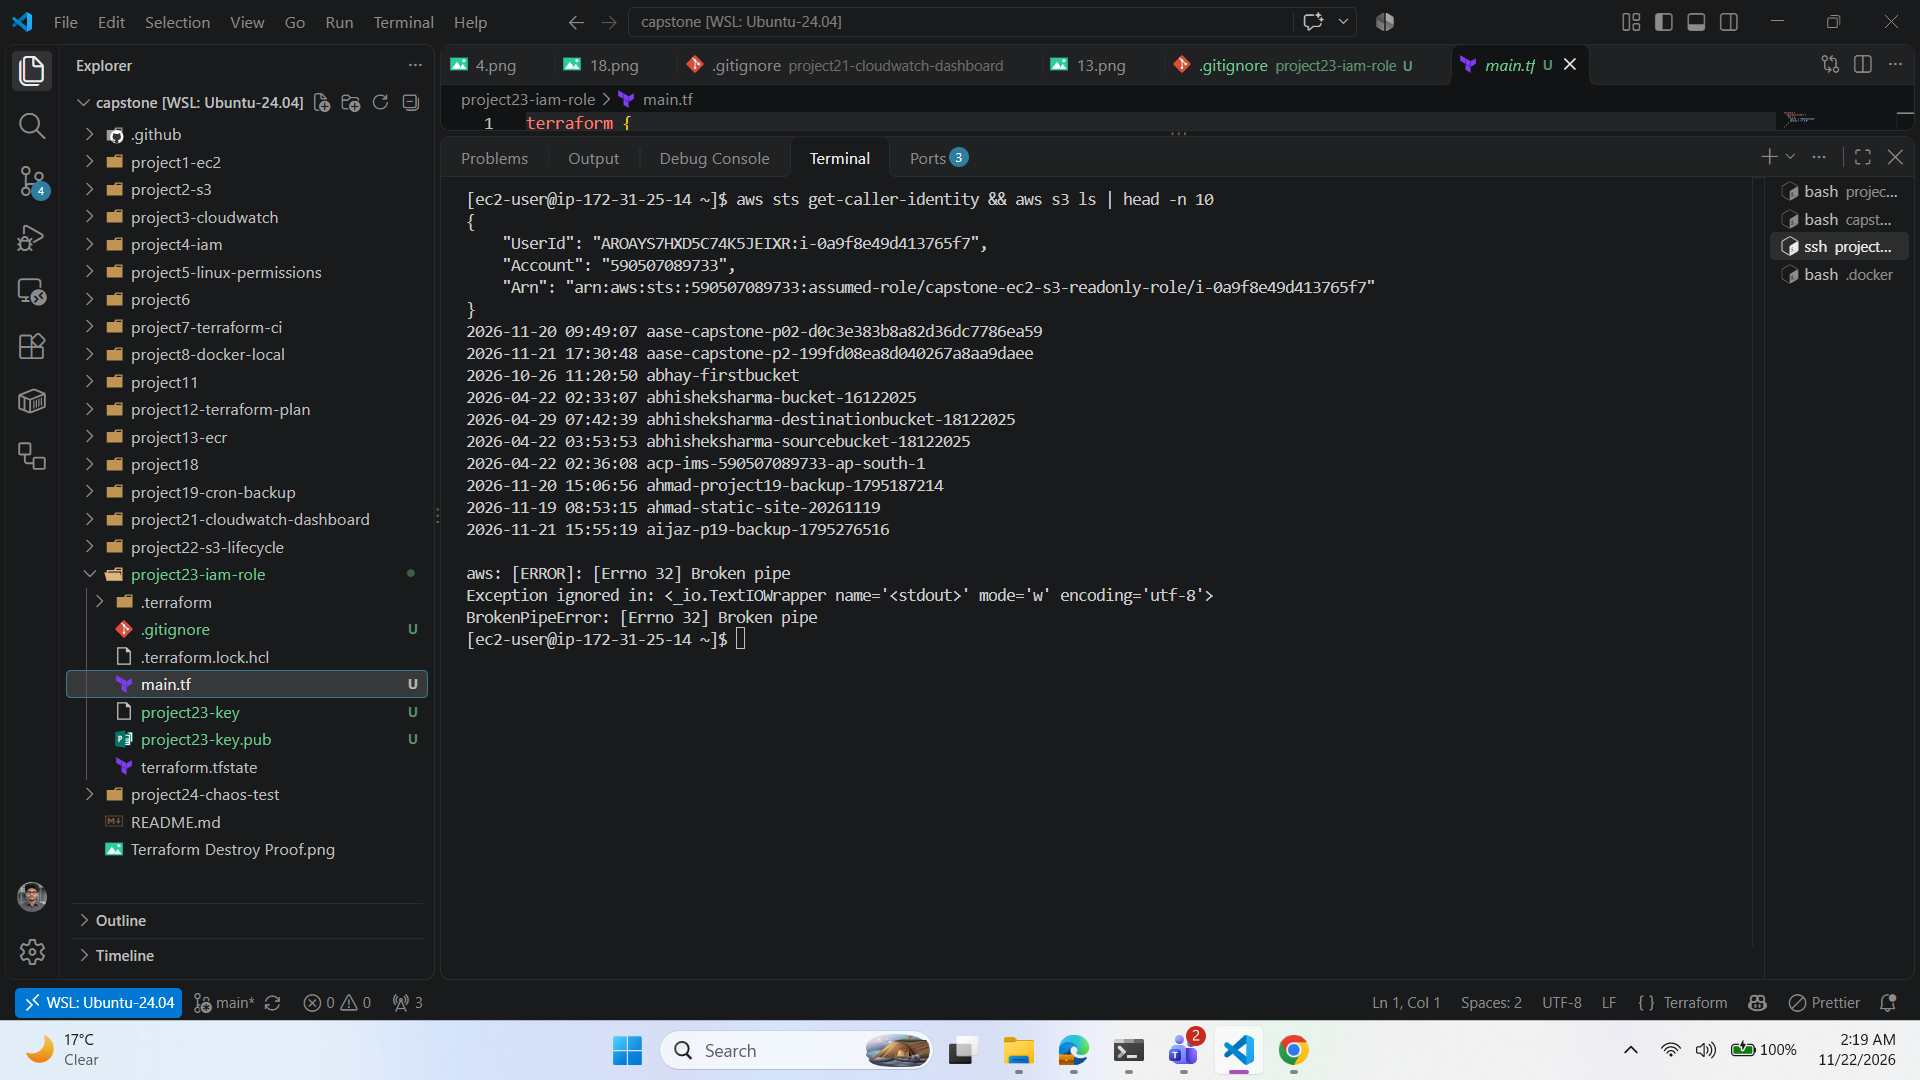 File Edit Selection View Go Run Terminal Help
capstone [WSL: Ubuntu-24.04]
Explorer
capstone [WSL: Ubuntu-24.04]
.github
project1-ec2
project2-s3
project3-cloudwatch
project4-iam
project5-linux-permissions
project6
project7-terraform-ci
project8-docker-local
project11
project12-terraform-plan
project13-ecr
project18
project19-cron-backup
project21-cloudwatch-dashboard
project22-s3-lifecycle
project23-iam-role
.terraform
.gitignore U
.terraform.lock.hcl
main.tf U
project23-key U
project23-key.pub U
terraform.tfstate
project24-chaos-test
README.md
Terraform Destroy Proof.png
Outline
Timeline
4
4.png 18.png .gitignore project21-cloudwatch-dashboard 13.png .gitignore project23-iam-role U main.tf U
project23-iam-role > main.tf
1 terraform {
Problems Output Debug Console Terminal Ports 3
[ec2-user@ip-172-31-25-14 ~]$ aws sts get-caller-identity && aws s3 ls | head -n 10
{
"UserId": "AROAYS7HXD5C74K5JEIXR:i-0a9f8e49d413765f7",
"Account": "590507089733",
"Arn": "arn:aws:sts::590507089733:assumed-role/capstone-ec2-s3-readonly-role/i-0a9f8e49d413765f7"
}
2026-11-20 09:49:07 aase-capstone-p02-d0c3e383b8a82d36dc7786ea59
2026-11-21 17:30:48 aase-capstone-p2-199fd08ea8d040267a8aa9daee
2026-10-26 11:20:50 abhay-firstbucket
2026-04-22 02:33:07 abhisheksharma-bucket-16122025
2026-04-29 07:42:39 abhisheksharma-destinationbucket-18122025
2026-04-22 03:53:53 abhisheksharma-sourcebucket-18122025
2026-04-22 02:36:08 acp-ims-590507089733-ap-south-1
2026-11-20 15:06:56 ahmad-project19-backup-1795187214
2026-11-19 08:53:15 ahmad-static-site-20261119
2026-11-21 15:55:19 aijaz-p19-backup-1795276516
aws: [ERROR]: [Errno 32] Broken pipe
Exception ignored in: <_io.TextIOWrapper name='<stdout>' mode='w' encoding='utf-8'>
BrokenPipeError: [Errno 32] Broken pipe
[ec2-user@ip-172-31-25-14 ~]$
bash projec...
bash capst...
ssh project...
bash .docker
WSL: Ubuntu-24.04 main* 0 0 3
Ln 1, Col 1 Spaces: 2 UTF-8 LF { } Terraform Prettier
17°C
Clear
Search
2
100%
2:19 AM
11/22/2026